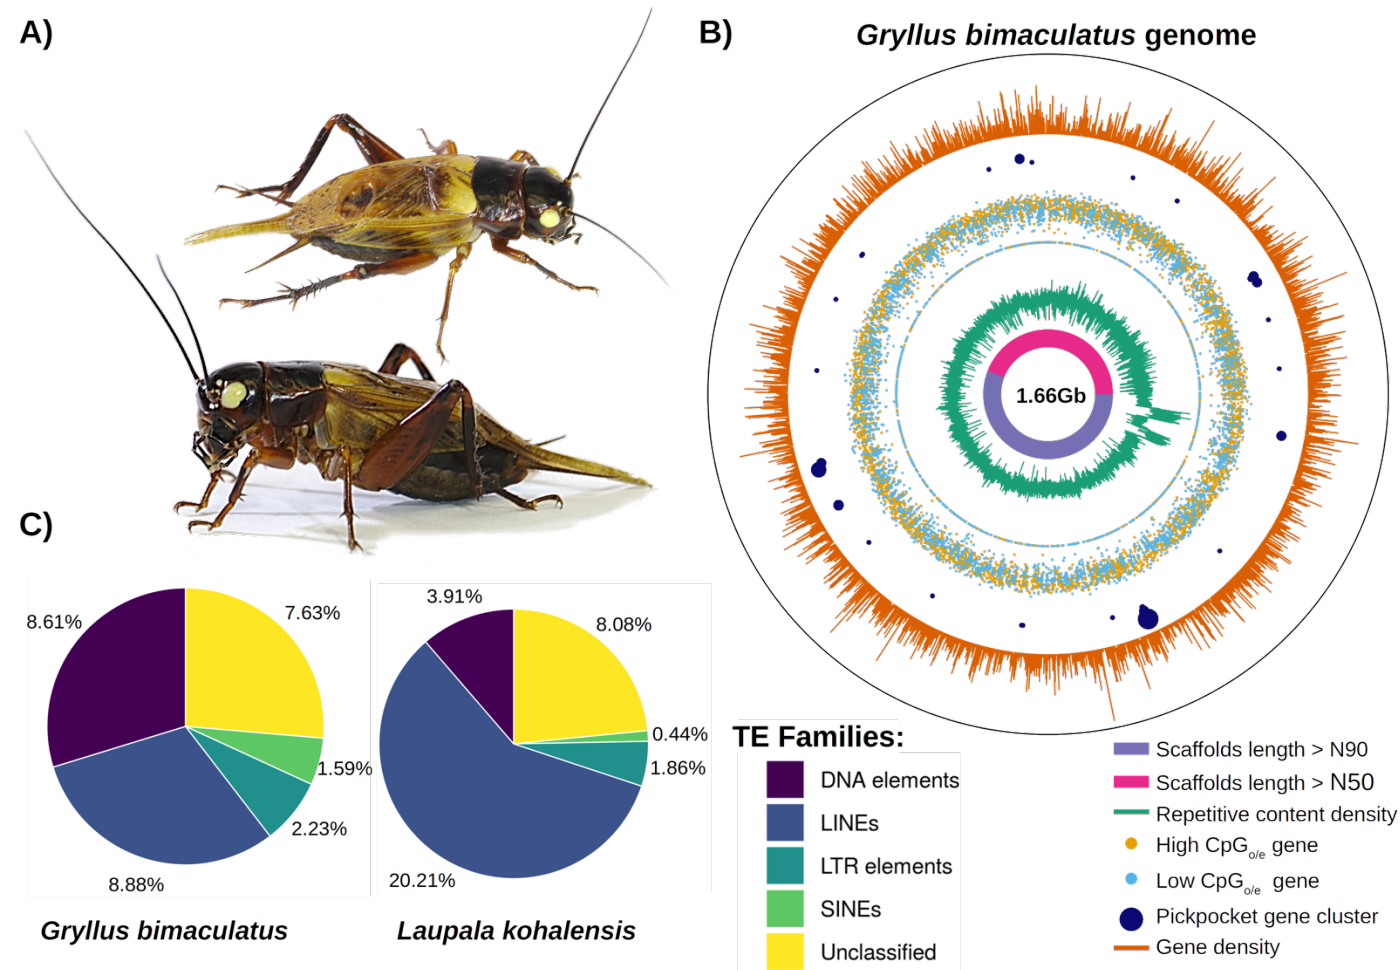 A)
B)
Gryllus bimaculatus genome
1.66Gb
C)
8.61%
7.63%
1.59%
2.23%
8.88%
Gryllus bimaculatus
3.91%
8.08%
0.44%
1.86%
20.21%
Laupala kohalensis
TE Families:
DNA elements
LINEs
LTR elements
SINEs
Unclassified
Scaffolds length > N90
Scaffolds length > N50
Repetitive content density
High CpGo/e gene
Low CpGo/e gene
Pickpocket gene cluster
Gene density